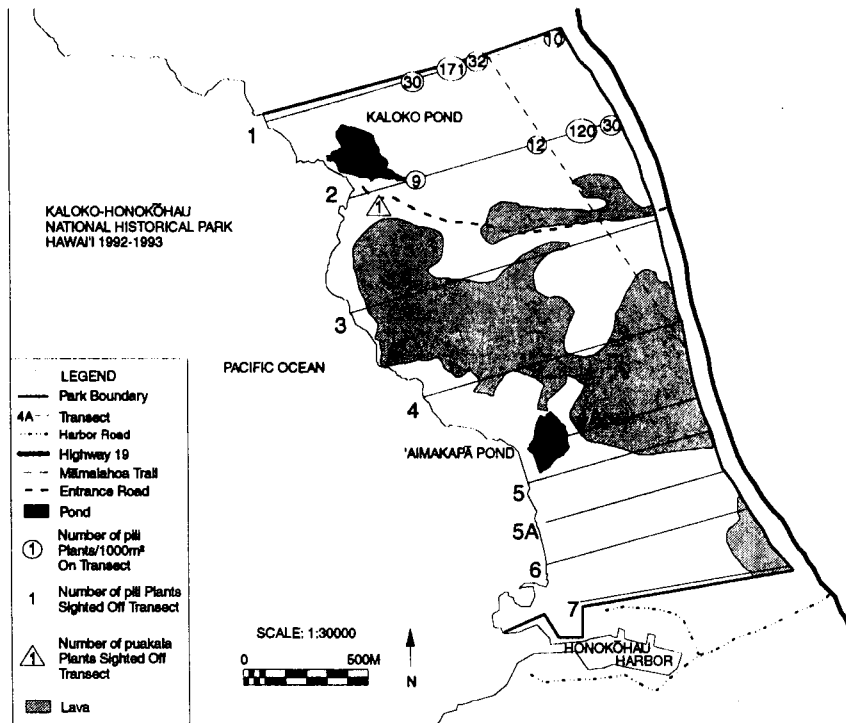 10
32
171
30
KALOKO POND
1
30
120
12
9
2
1
KALOKO-HONOKŌHAU
NATIONAL HISTORICAL PARK
HAWAI'I 1992-1993
3
PACIFIC OCEAN
4
'AIMAKAPĀ POND
5
5A
6
7
HONOKŌHAU
HARBOR
LEGEND
Park Boundary
4A Transect
Harbor Road
Highway 19
Māmalahoa Trail
Entrance Road
Pond
1 Number of pili
Plants/1000m²
On Transect
1 Number of pili Plants
Sighted Off Transect
1 Number of puakala
Plants Sighted Off
Transect
Lava
SCALE: 1:30000
0 500M
N